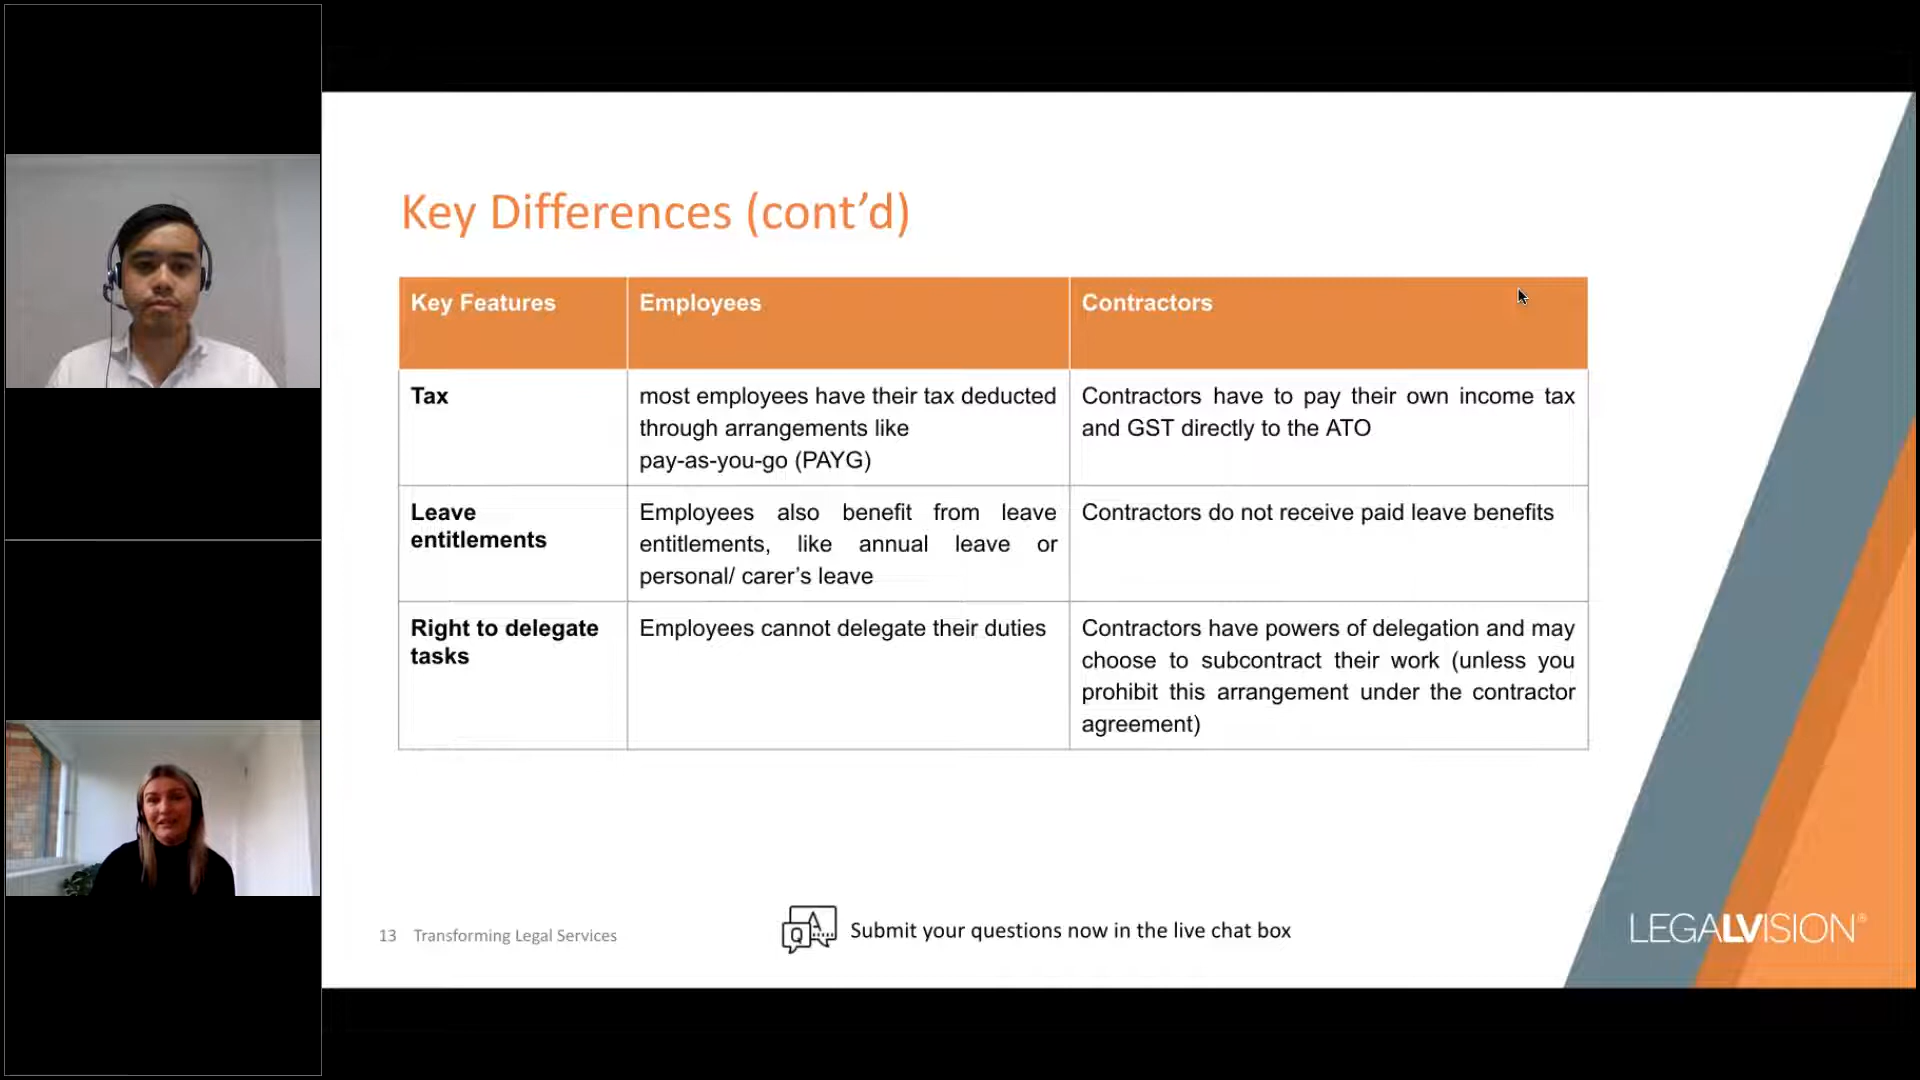 Key Differences (cont’d)
Key Features
Employees
Contractors
Tax
most employees have their tax deducted
through arrangements like
pay-as-you-go (PAYG)
Contractors have to pay their own income tax
and GST directly to the ATO
Leave
entitlements
Employees also benefit from leave
entitlements, like annual leave or
personal/ carer’s leave
Contractors do not receive paid leave benefits
Right to delegate
tasks
Employees cannot delegate their duties
Contractors have powers of delegation and may
choose to subcontract their work (unless you
prohibit this arrangement under the contractor
agreement)
13 Transforming Legal Services
Q A
Submit your questions now in the live chat box
LEGALVISION®